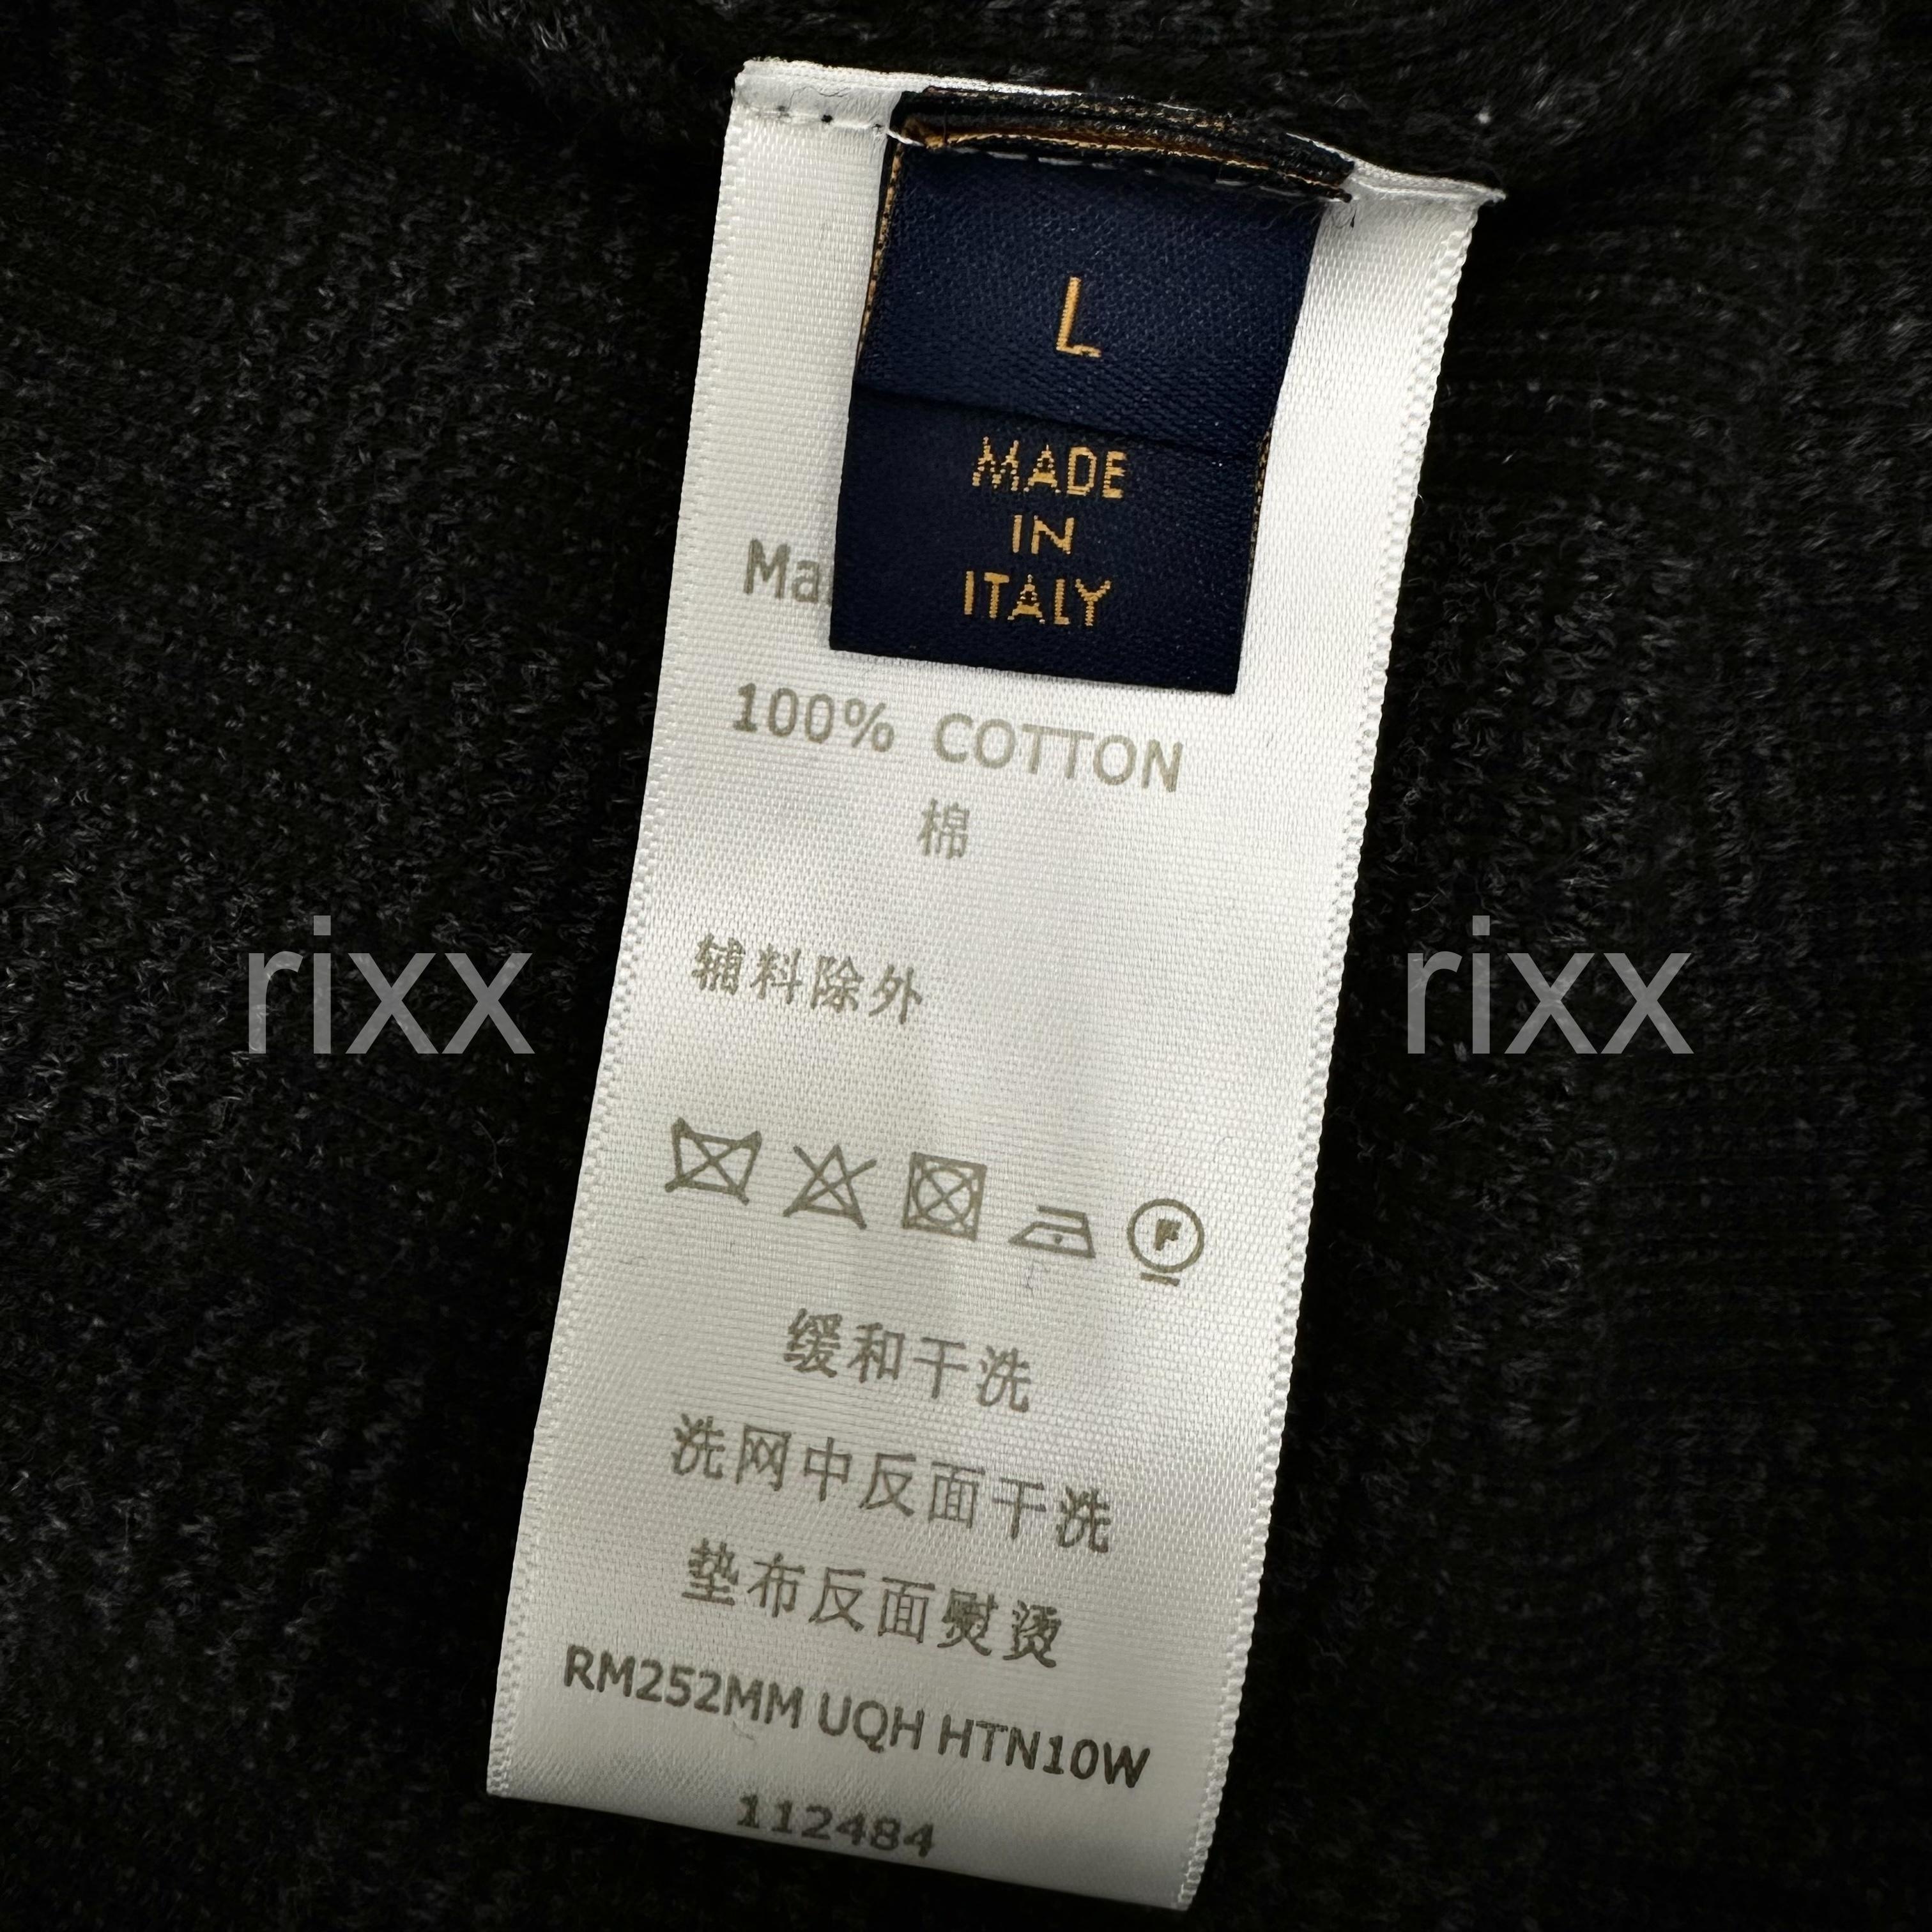 L
MADE
IN
ITALY
100% COTTON
棉
辅料除外
rixx rixx
F
缓和干洗
洗网中反面干洗
垫布反面熨烫
RM252MM UQH HTN10W
112484